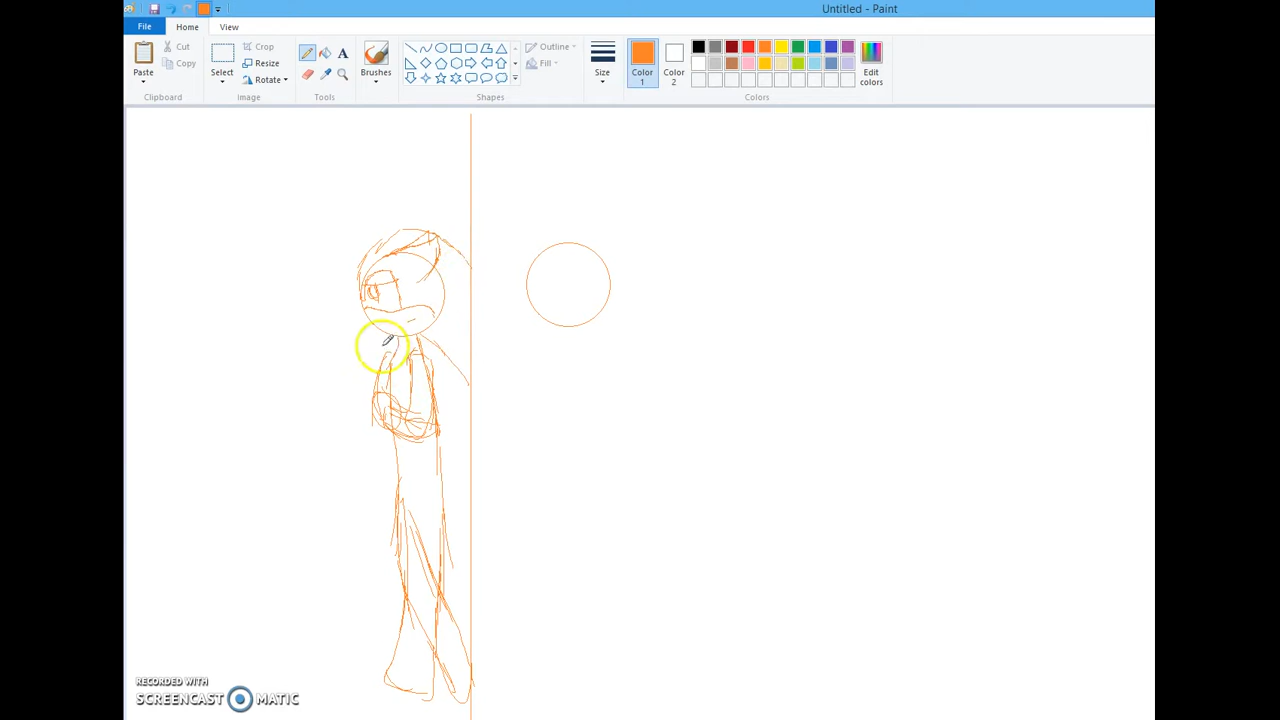 Untitled - Paint
File Home View
Paste
Cut
Copy
Clipboard
Select
Crop
Resize
Rotate
Image
A
Tools
Brushes
Outline
Fill
Shapes
Size
Color 1
Color 2
Edit colors
Colors
RECORDED WITH
SCREENCAST MATIC